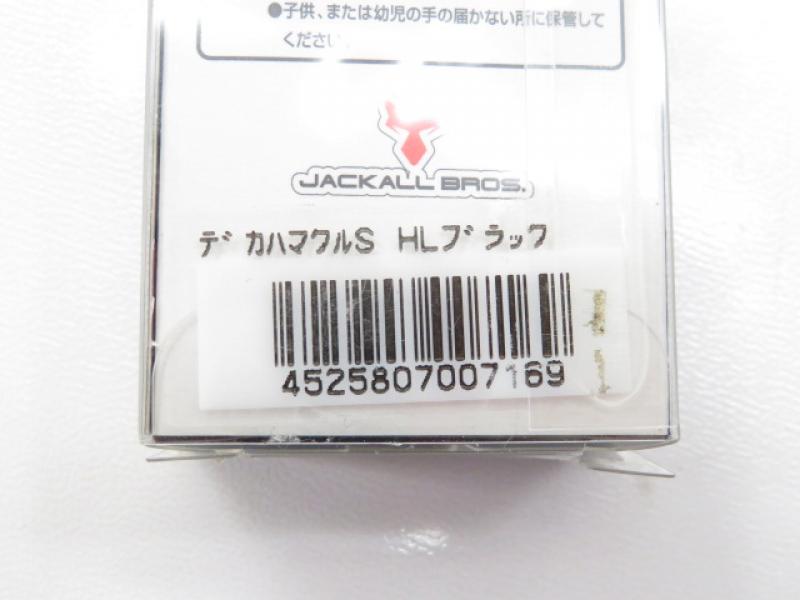 ●子供、または幼児の手の届かない所に保管して
ください。
JACKALL BROS.
ﾃﾞｶﾊﾏｸﾙS HLﾌﾞﾗｯｸ
4525807007169